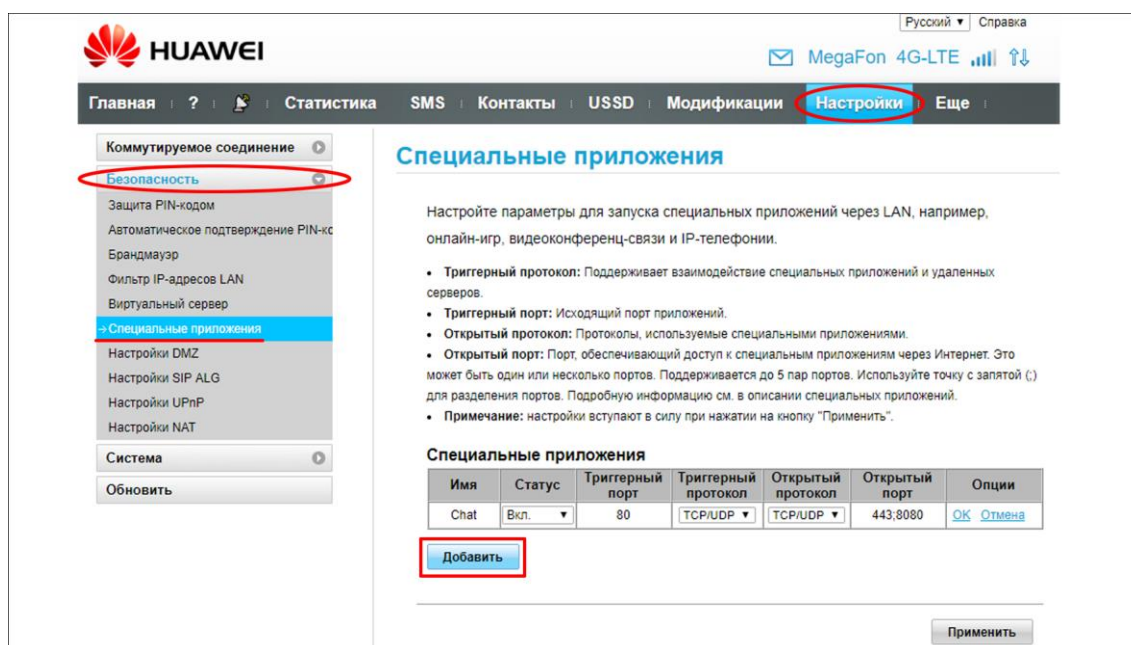 Русский ▼ Справка
HUAWEI
MegaFon 4G-LTE
Главная ? Статистика SMS Контакты USSD Модификации Настройки Еще
Коммутируемое соединение
Безопасность
Защита PIN-кодом
Автоматическое подтверждение PIN-кс
Брандмауэр
Фильтр IP-адресов LAN
Виртуальный сервер
→Специальные приложения
Настройки DMZ
Настройки SIP ALG
Настройки UPnP
Настройки NAT
Система
Обновить
Специальные приложения
Настройте параметры для запуска специальных приложений через LAN, например,
онлайн-игр, видеоконференц-связи и IP-телефонии.
• Триггерный протокол: Поддерживает взаимодействие специальных приложений и удаленных
серверов.
• Триггерный порт: Исходящий порт приложений.
• Открытый протокол: Протоколы, используемые специальными приложениями.
• Открытый порт: Порт, обеспечивающий доступ к специальным приложениям через Интернет. Это
может быть один или несколько портов. Поддерживается до 5 пар портов. Используйте точку с запятой (;)
для разделения портов. Подробную информацию см. в описании специальных приложений.
• Примечание: настройки вступают в силу при нажатии на кнопку "Применить".
Специальные приложения
Имя Статус Триггерный порт Триггерный протокол Открытый протокол Открытый порт Опции
Chat Вкл. ▼ 80 TCP/UDP ▼ TCP/UDP ▼ 443;8080 OK Отмена
Добавить
Применить